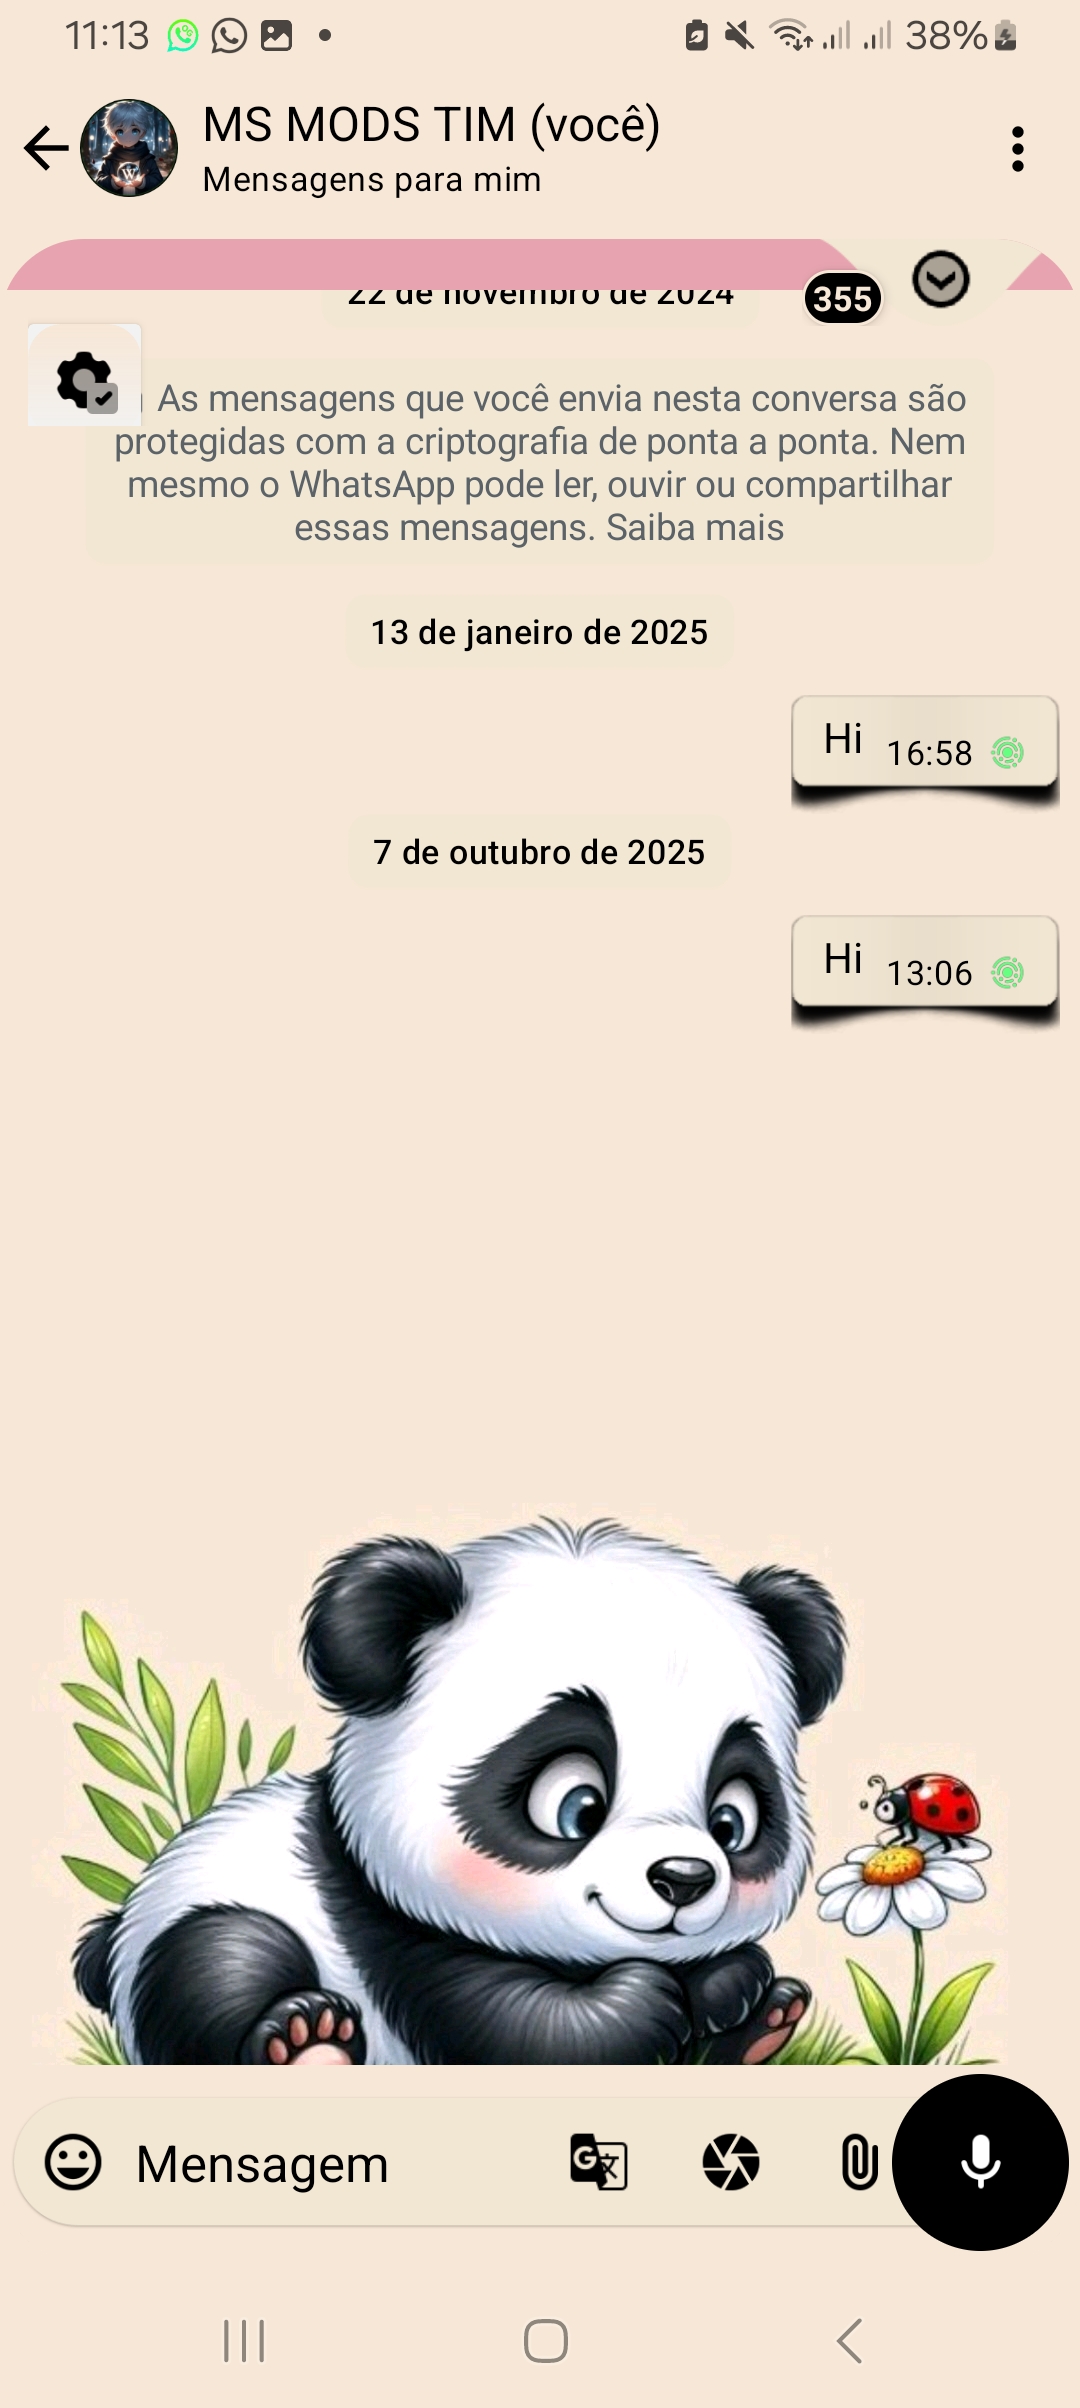 11:13
38%
MS MODS TIM (você)
Mensagens para mim
22 de novembro de 2024
355
As mensagens que você envia nesta conversa são
protegidas com a criptografia de ponta a ponta. Nem
mesmo o WhatsApp pode ler, ouvir ou compartilhar
essas mensagens. Saiba mais
13 de janeiro de 2025
Hi 16:58
7 de outubro de 2025
Hi 13:06
Mensagem